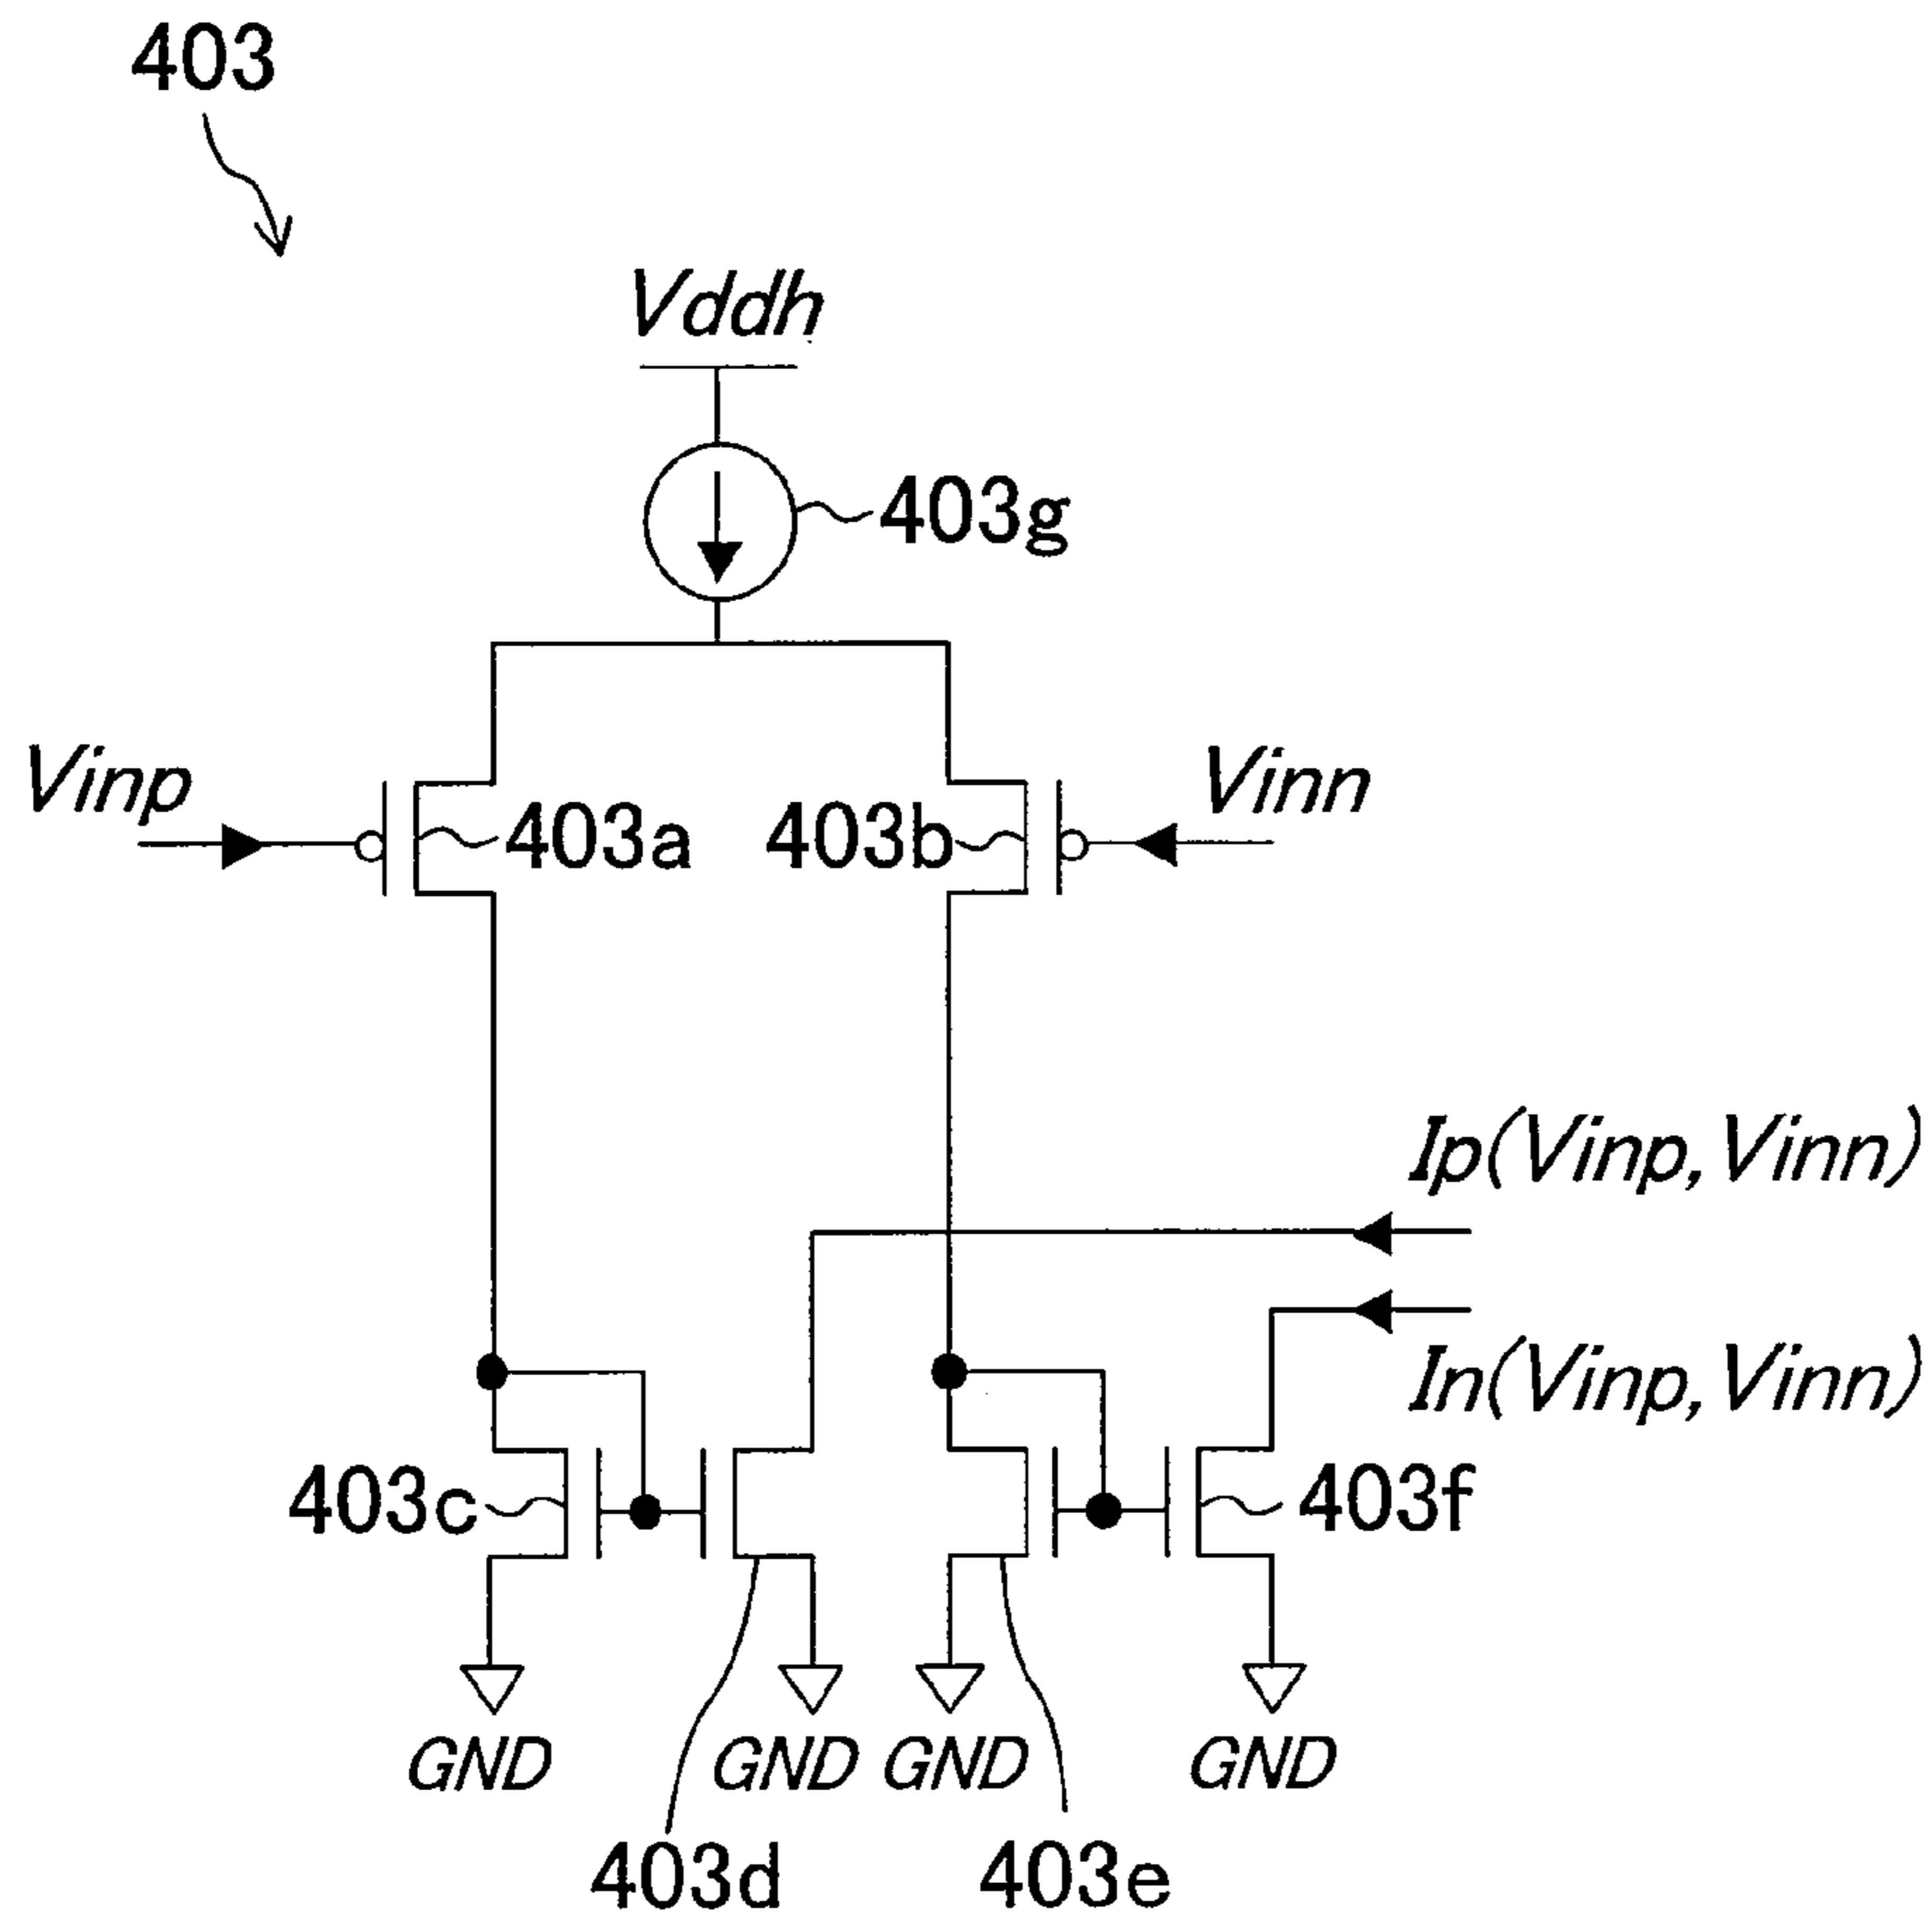 403
Vddh
403g
Vinp
403a
403b
Vinn
Ip(Vinp,Vinn)
In(Vinp,Vinn)
403c
403f
GND
GND
GND
GND
403d
403e